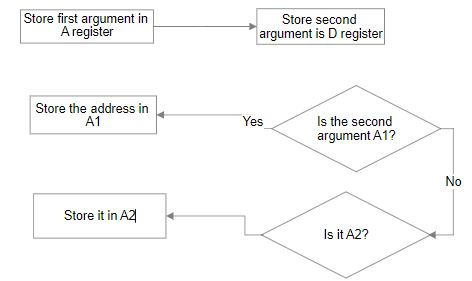 Store first argument in
A register
Store second
argument is D register
Store the address in
A1
Yes
Is the second
argument A1?
No
Store it in A2
Is it A2?